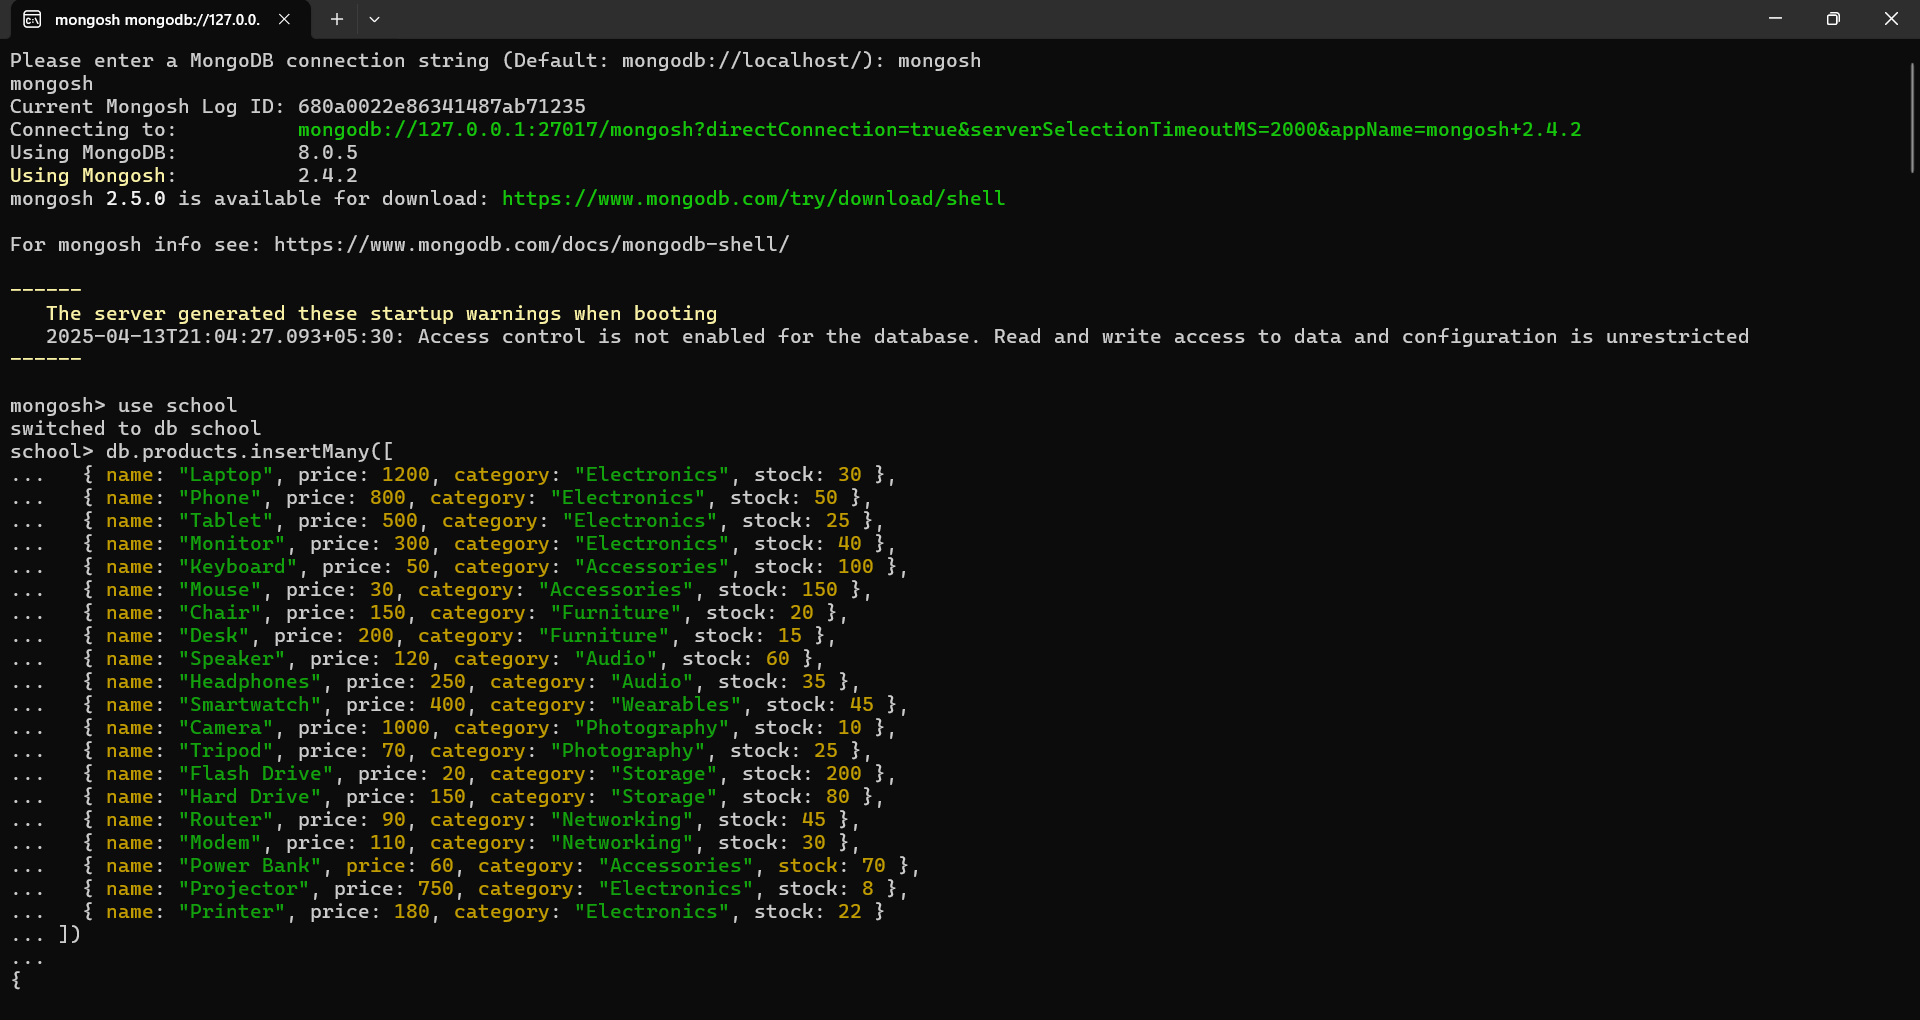 mongosh mongodb://127.0.0.
Please enter a MongoDB connection string (Default: mongodb://localhost/): mongosh
mongosh
Current Mongosh Log ID: 680a0022e86341487ab71235
Connecting to:          mongodb://127.0.0.1:27017/mongosh?directConnection=true&serverSelectionTimeoutMS=2000&appName=mongosh+2.4.2
Using MongoDB:          8.0.5
Using Mongosh:          2.4.2
mongosh 2.5.0 is available for download: https://www.mongodb.com/try/download/shell
For mongosh info see: https://www.mongodb.com/docs/mongodb-shell/
------
   The server generated these startup warnings when booting
   2025-04-13T21:04:27.093+05:30: Access control is not enabled for the database. Read and write access to data and configuration is unrestricted
------
mongosh> use school
switched to db school
school> db.products.insertMany([
...   { name: "Laptop", price: 1200, category: "Electronics", stock: 30 },
...   { name: "Phone", price: 800, category: "Electronics", stock: 50 },
...   { name: "Tablet", price: 500, category: "Electronics", stock: 25 },
...   { name: "Monitor", price: 300, category: "Electronics", stock: 40 },
...   { name: "Keyboard", price: 50, category: "Accessories", stock: 100 },
...   { name: "Mouse", price: 30, category: "Accessories", stock: 150 },
...   { name: "Chair", price: 150, category: "Furniture", stock: 20 },
...   { name: "Desk", price: 200, category: "Furniture", stock: 15 },
...   { name: "Speaker", price: 120, category: "Audio", stock: 60 },
...   { name: "Headphones", price: 250, category: "Audio", stock: 35 },
...   { name: "Smartwatch", price: 400, category: "Wearables", stock: 45 },
...   { name: "Camera", price: 1000, category: "Photography", stock: 10 },
...   { name: "Tripod", price: 70, category: "Photography", stock: 25 },
...   { name: "Flash Drive", price: 20, category: "Storage", stock: 200 },
...   { name: "Hard Drive", price: 150, category: "Storage", stock: 80 },
...   { name: "Router", price: 90, category: "Networking", stock: 45 },
...   { name: "Modem", price: 110, category: "Networking", stock: 30 },
...   { name: "Power Bank", price: 60, category: "Accessories", stock: 70 },
...   { name: "Projector", price: 750, category: "Electronics", stock: 8 },
...   { name: "Printer", price: 180, category: "Electronics", stock: 22 }
... ])
...
{